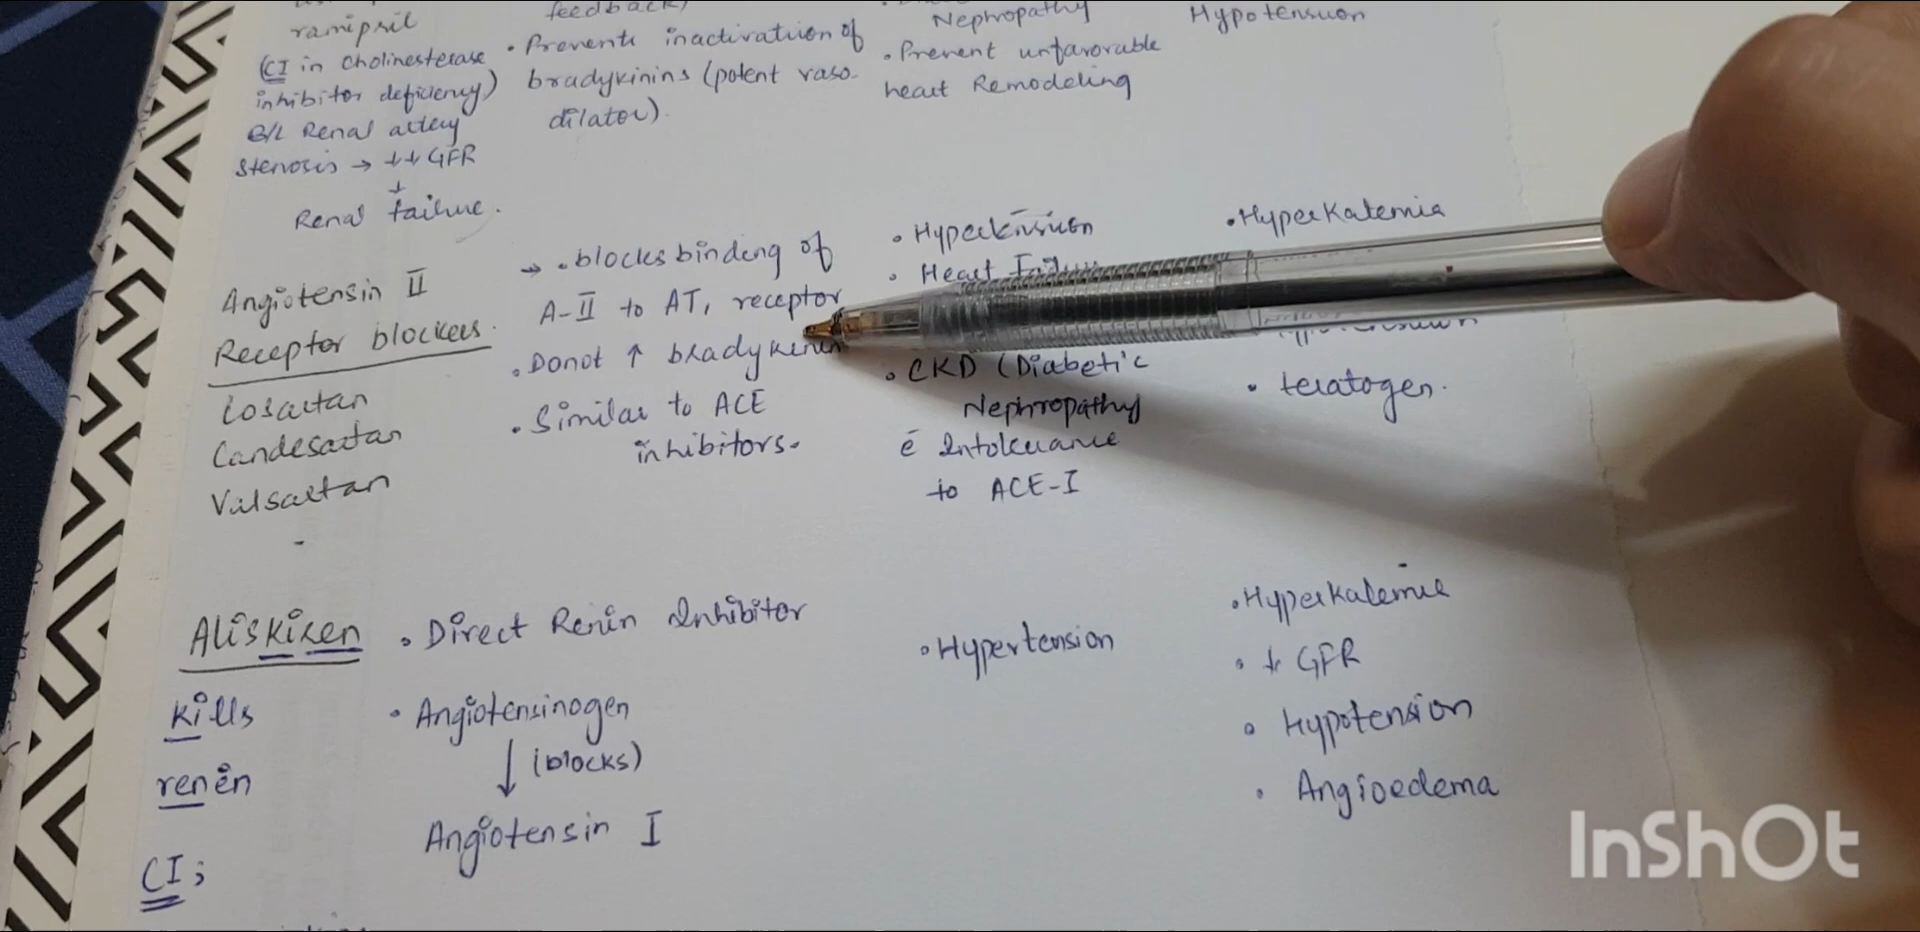 feedback)
ramipril
(CI in cholinesterase
inhibitor deficiency)
B/L Renal artery
Stenosis → ↓↓ GFR
↓
Renal failure.
• Prevents inactivation of
bradykinins (potent vaso-
dilator).
Nephropathy
• Prevent unfavorable
heart Remodeling
Hypotension
Angiotensin II
Receptor blockers.
Losartan
Candesartan
Valsartan
→ • blocks binding of
A-II to AT₁ receptor
• Donot ↑ bradykinin
• Similar to ACE
inhibitors.
• Hypertension
• Heart Failure
• CKD (Diabetic
Nephropathy
c̄ Intolerance
to ACE-I
• Hyperkalemia
• teratogen.
Aliskiren
Kills
renin
CI;
• Direct Renin Inhibitor
• Angiotensinogen
↓ (blocks)
Angiotensin I
• Hypertension
• Hyperkalemia
• ↓ GFR
• Hypotension
• Angioedema
InShOt